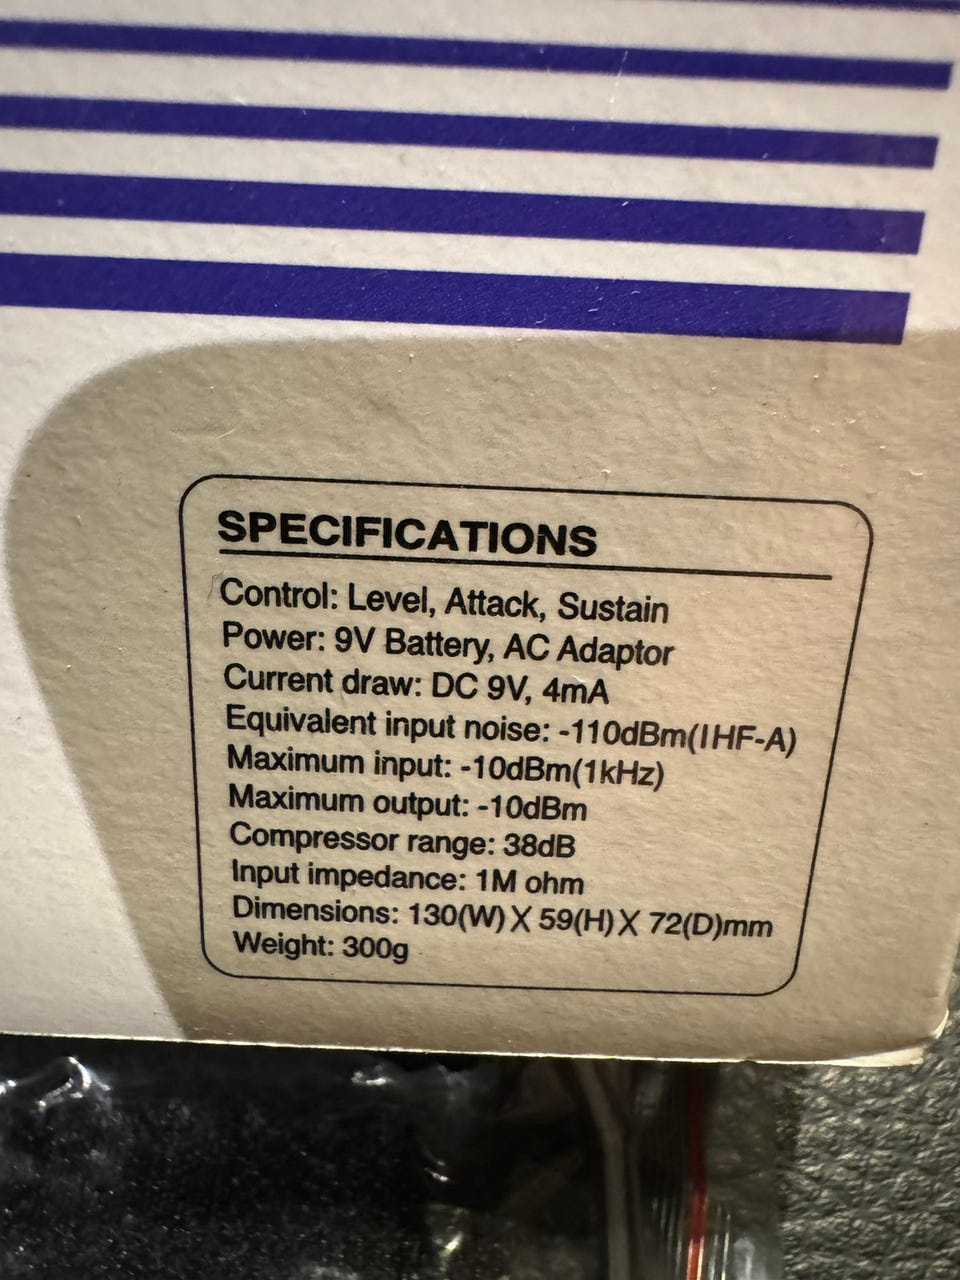 SPECIFICATIONS
Control: Level, Attack, Sustain
Power: 9V Battery, AC Adaptor
Current draw: DC 9V, 4mA
Equivalent input noise: -110dBm(IHF-A)
Maximum input: -10dBm(1kHz)
Maximum output: -10dBm
Compressor range: 38dB
Input impedance: 1M ohm
Dimensions: 130(W) X 59(H) X 72(D)mm
Weight: 300g